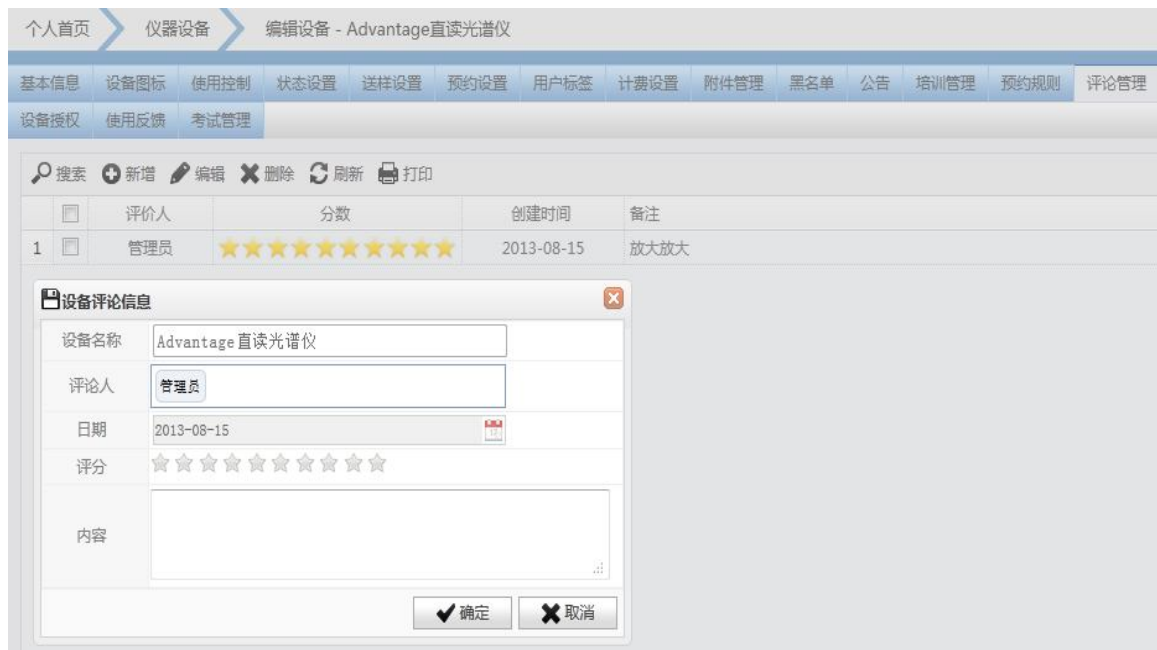 个人首页 仪器设备 编辑设备 - Advantage直读光谱仪
基本信息 设备图标 使用控制 状态设置 送样设置 预约设置 用户标签 计费设置 附件管理 黑名单 公告 培训管理 预约规则 评论管理
设备授权 使用反馈 考试管理
搜索 新增 编辑 删除 刷新 打印
评价人 分数 创建时间 备注
1 管理员 2013-08-15 放大放大
设备评论信息
设备名称 Advantage直读光谱仪
评论人 管理员
日期 2013-08-15
评分
内容
确定 取消